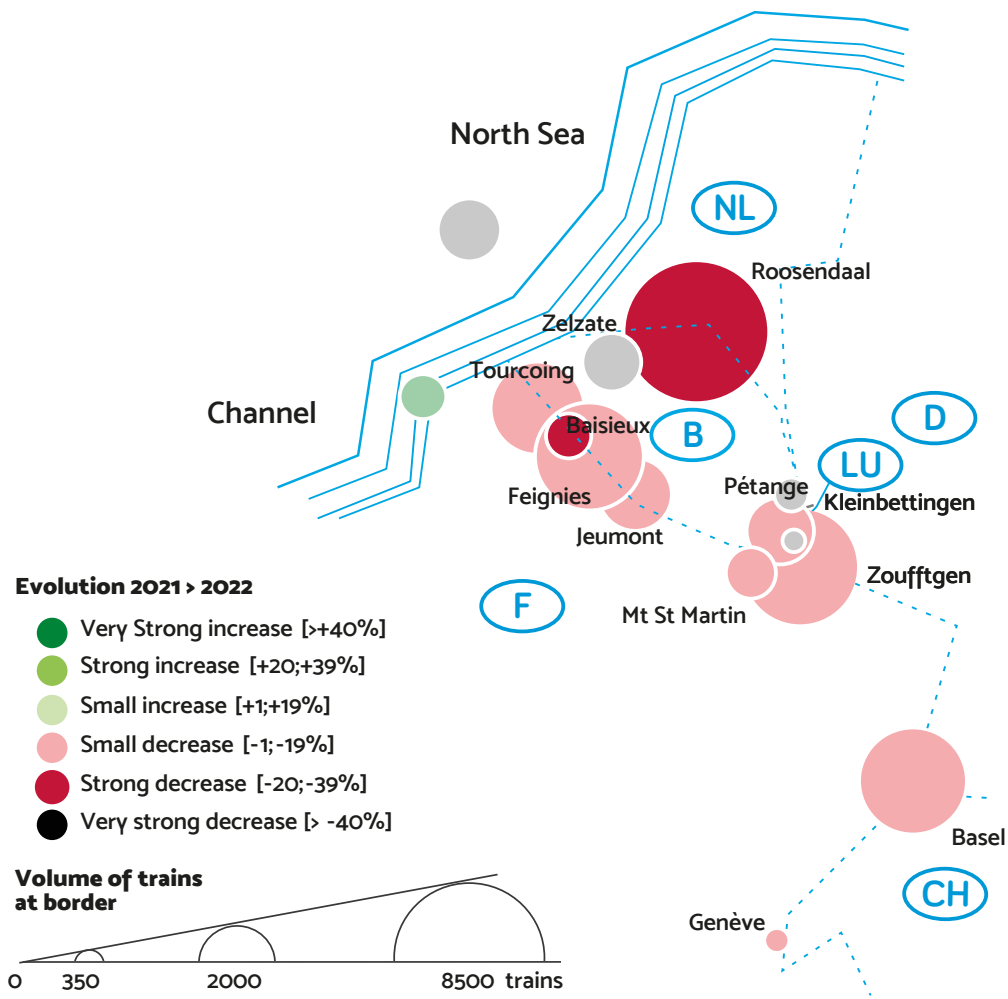 North Sea
NL
Roosendaal
Zelzate
Tourcoing
Channel
Baisieux
B
D
LU
Pétange
Feignies
Kleinbettingen
Jeumont
Zoufftgen
Evolution 2021 > 2022
F
Mt St Martin
Very Strong increase [>+40%]
Strong increase [+20;+39%]
Small increase [+1;+19%]
Small decrease [-1;-19%]
Strong decrease [-20;-39%]
Very strong decrease [> -40%]
Basel
Volume of trains
at border
CH
Genève
0 350 2000 8500 trains